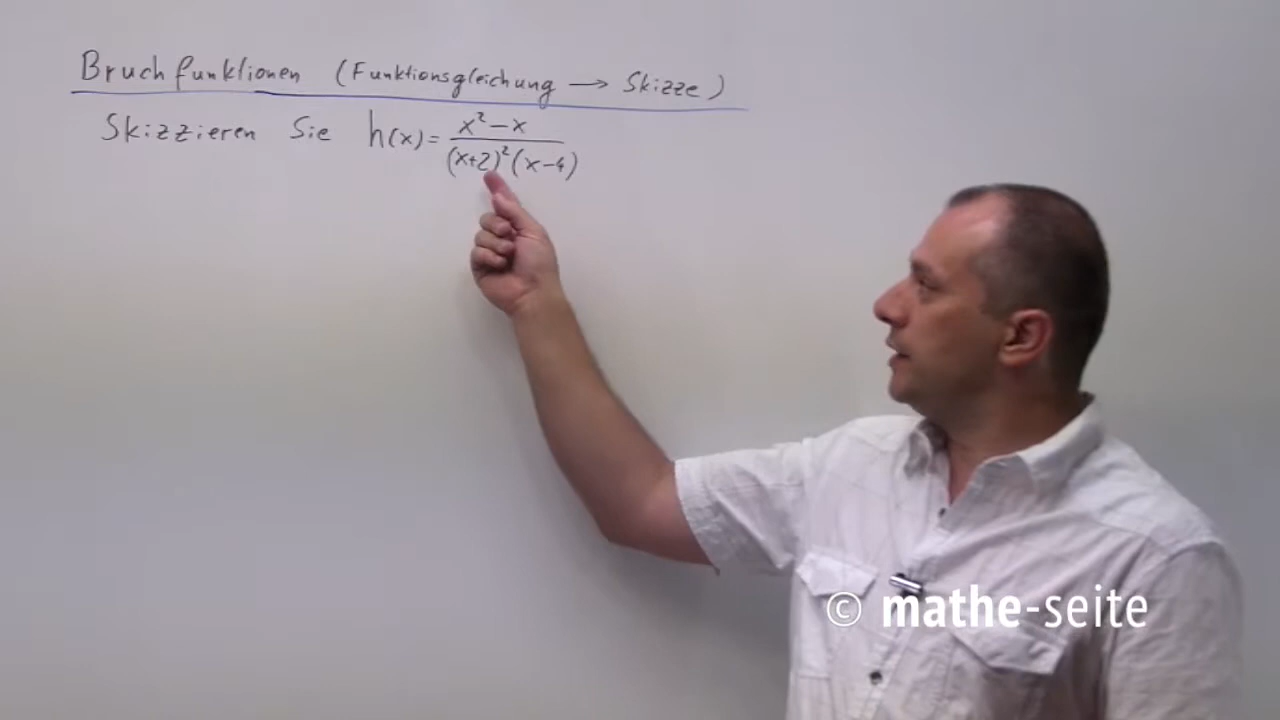 Bruchfunktionen (Funktionsgleichung → Skizze)
Skizzieren Sie h(x) = (x² – x) / ((x+2)² (x–4))
© mathe-seite